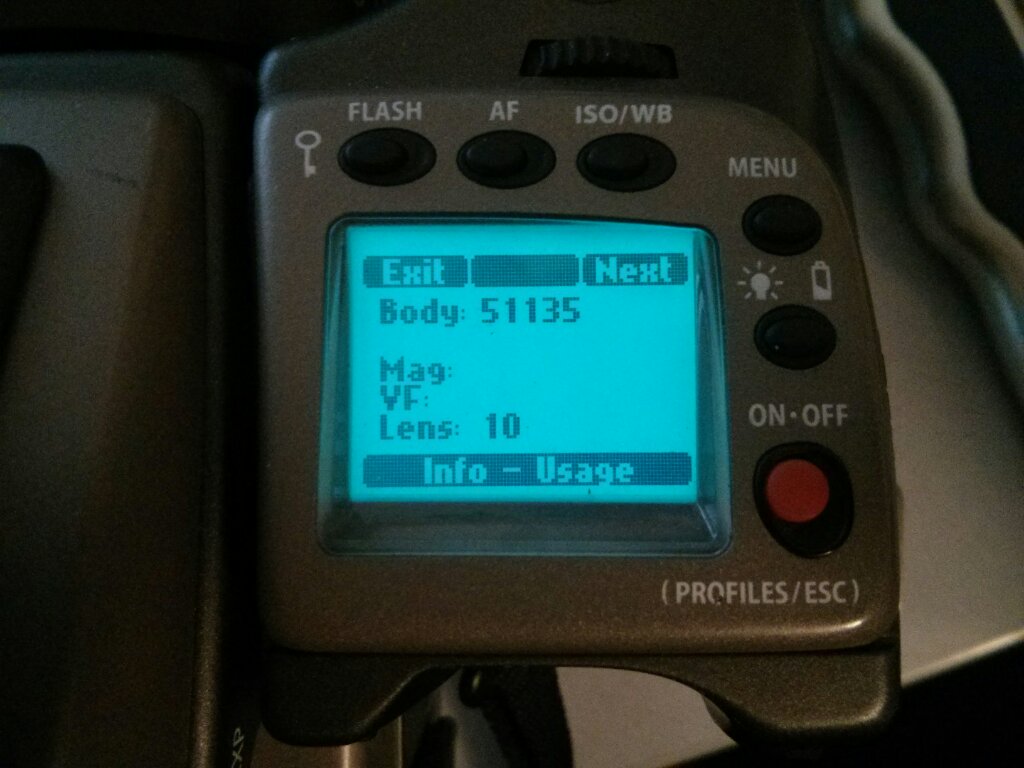 FLASH AF ISO/WB
MENU
Exit Next
Body: 51135
Mag:
VF:
Lens: 10
Info - Usage
ON·OFF
(PROFILES/ESC)
XP